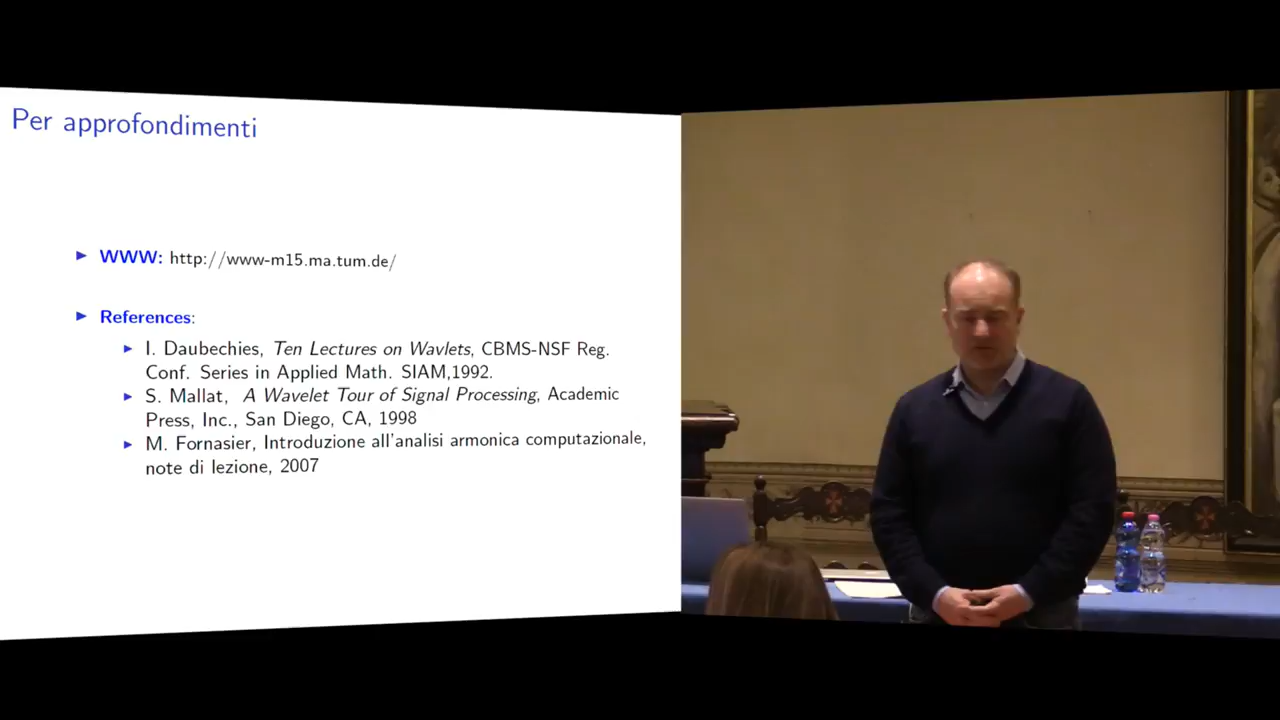 Per approfondimenti
WWW: http://www-m15.ma.tum.de/
References:
I. Daubechies, Ten Lectures on Wavlets, CBMS-NSF Reg.
Conf. Series in Applied Math. SIAM,1992.
S. Mallat, A Wavelet Tour of Signal Processing, Academic
Press, Inc., San Diego, CA, 1998
M. Fornasier, Introduzione all'analisi armonica computazionale,
note di lezione, 2007